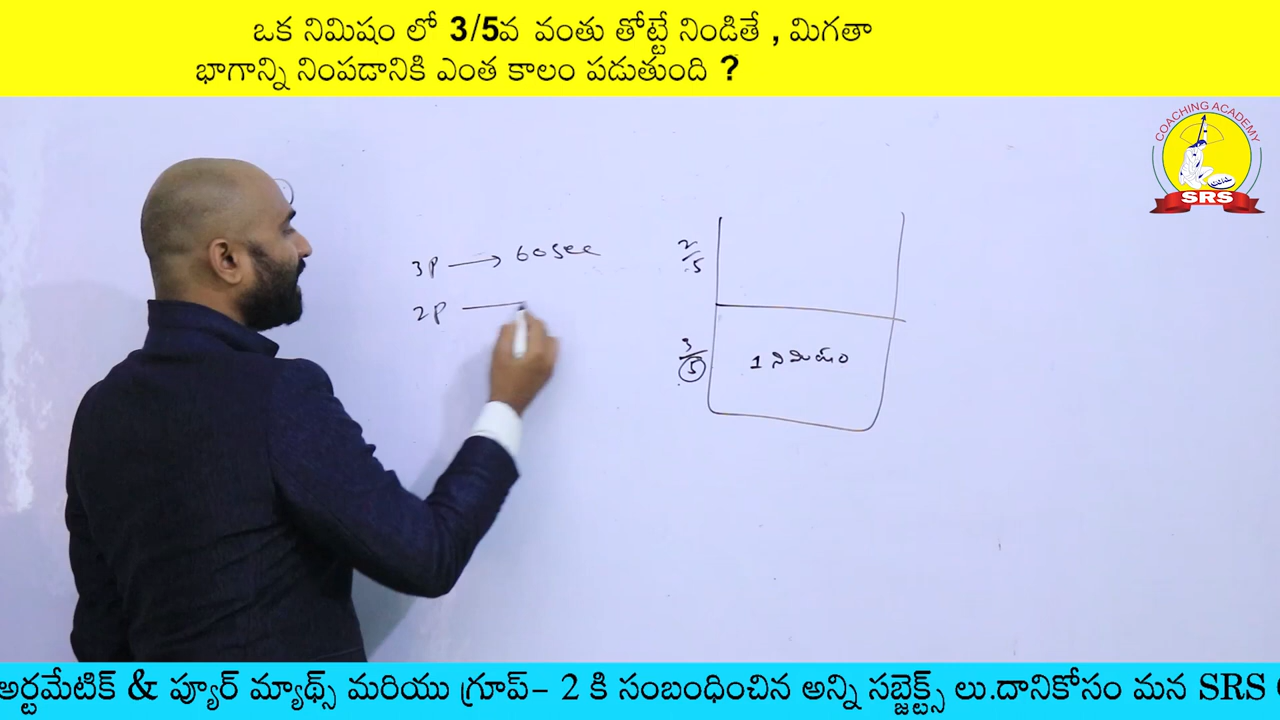 ఒక నిమిషం లో 3/5వ వంతు తోట్టే నిండితే , మిగతా
భాగాన్ని నింపడానికి ఎంత కాలం పడుతుంది ?
COACHING ACADEMY
SRS
3P → 60sec
2P
2/5
3/5
1 నిమిషం
అర్టమేటిక్ & ప్యూర్ మ్యాథ్స్ మరియు గ్రూప్- 2 కి సంబంధించిన అన్ని సబ్జెక్ట్స్ లు.దానికోసం మన SRS